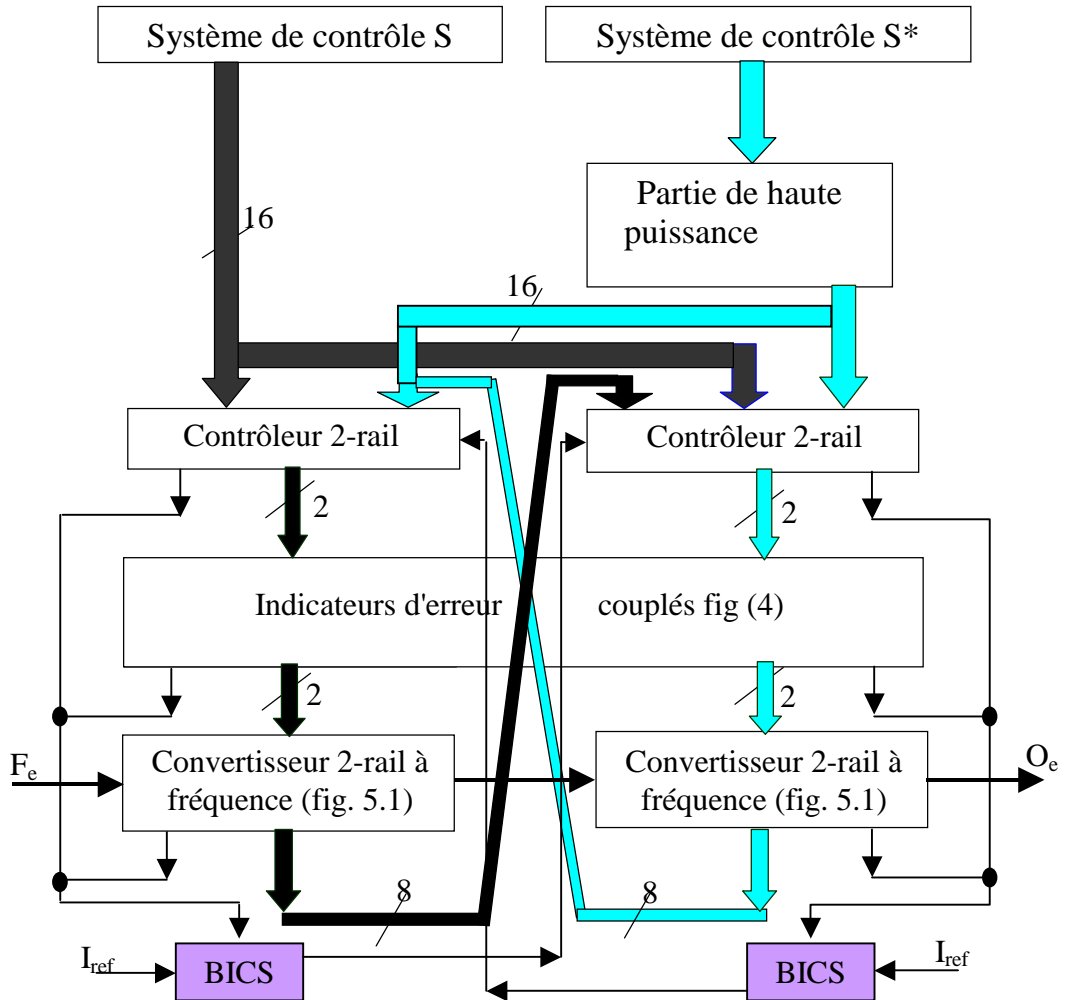 Système de contrôle S
Système de contrôle S*
Partie de haute
puissance
16
16
Contrôleur 2-rail
Contrôleur 2-rail
2
2
Indicateurs d'erreur couplés fig (4)
2
2
Fe
Convertisseur 2-rail à
fréquence (fig. 5.1)
Convertisseur 2-rail à
fréquence (fig. 5.1)
Oe
8
8
Iref
BICS
BICS
Iref